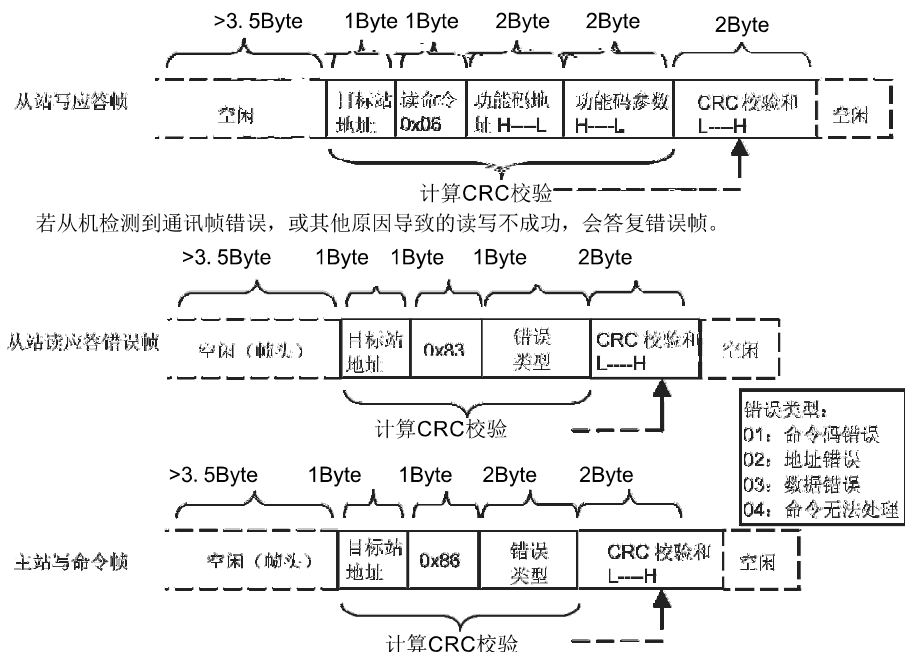 >3. 5Byte 1Byte 1Byte 2Byte 2Byte 2Byte
从站写应答帧
空闲
目标站
地址
读命令
0x06
功能码地
址 H----L
功能码参数
H----L
CRC 校验和
L----H
空闲
计算CRC校验
若从机检测到通讯帧错误，或其他原因导致的读写不成功，会答复错误帧。
>3. 5Byte 1Byte 1Byte 1Byte 2Byte
从站读应答错误帧
空闲（帧头）
目标站
地址
0x83
错误
类型
CRC 校验和
L----H
空闲
计算CRC校验
错误类型：
01：命令码错误
02：地址错误
03：数据错误
04：命令无法处理
>3. 5Byte 1Byte 1Byte 2Byte 2Byte
主站写命令帧
空闲（帧头）
目标站
地址
0x86
错误
类型
CRC 校验和
L----H
空闲
计算CRC校验